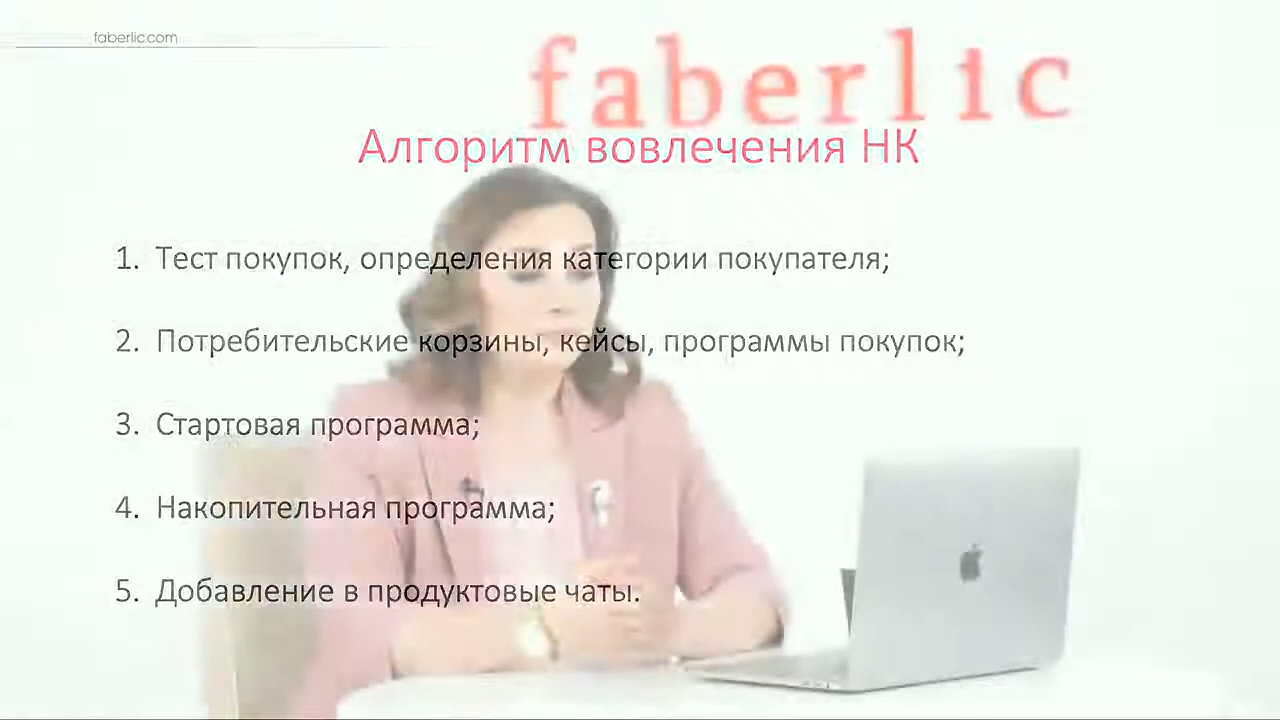 faberlic.com
faberlic
Алгоритм вовлечения НК
1. Тест покупок, определения категории покупателя;
2. Потребительские корзины, кейсы, программы покупок;
3. Стартовая программа;
4. Накопительная программа;
5. Добавление в продуктовые чаты.